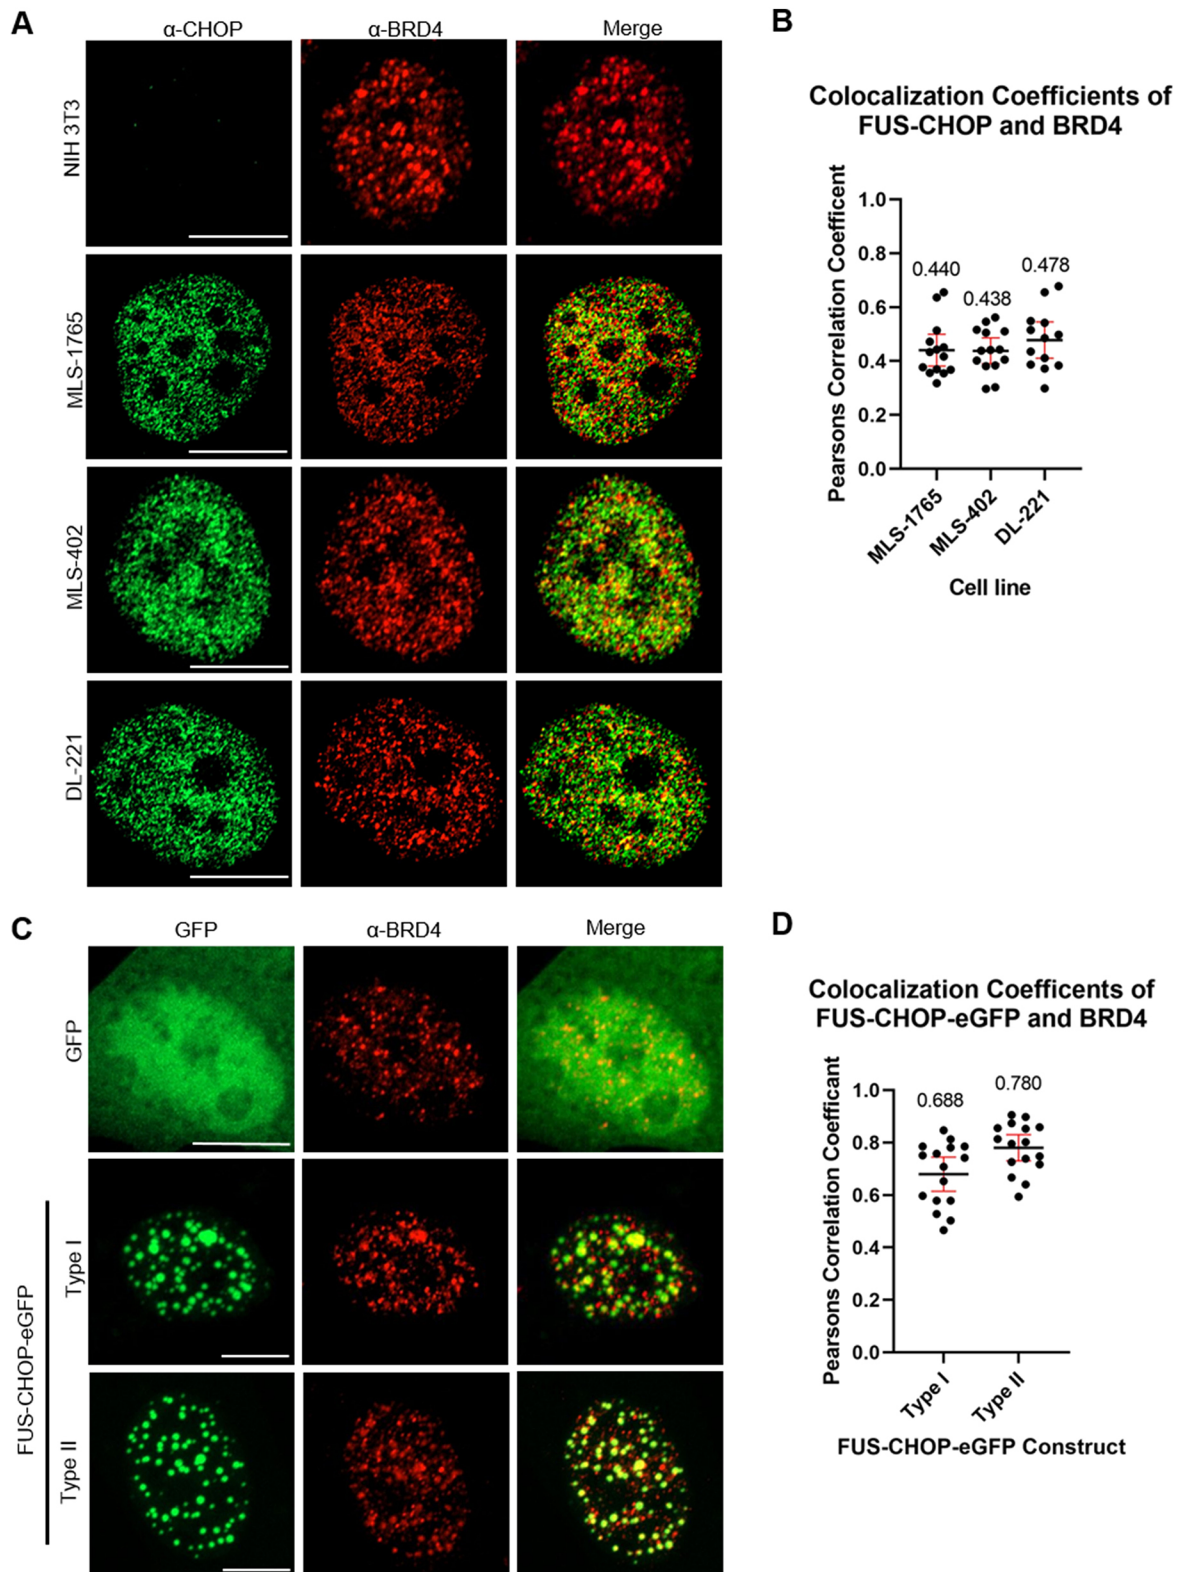 A
α-CHOP
α-BRD4
Merge
NIH 3T3
MLS-1765
MLS-402
DL-221
B
Colocalization Coefficients of
FUS-CHOP and BRD4
Pearsons Correlation Coefficent
1.0
0.8
0.6
0.4
0.2
0.0
0.440
0.438
0.478
MLS-1765
MLS-402
DL-221
Cell line
C
GFP
α-BRD4
Merge
GFP
FUS-CHOP-eGFP
Type I
Type II
D
Colocalization Coefficents of
FUS-CHOP-eGFP and BRD4
Pearsons Correlation Coefficant
1.0
0.8
0.6
0.4
0.2
0.0
0.688
0.780
Type I
Type II
FUS-CHOP-eGFP Construct